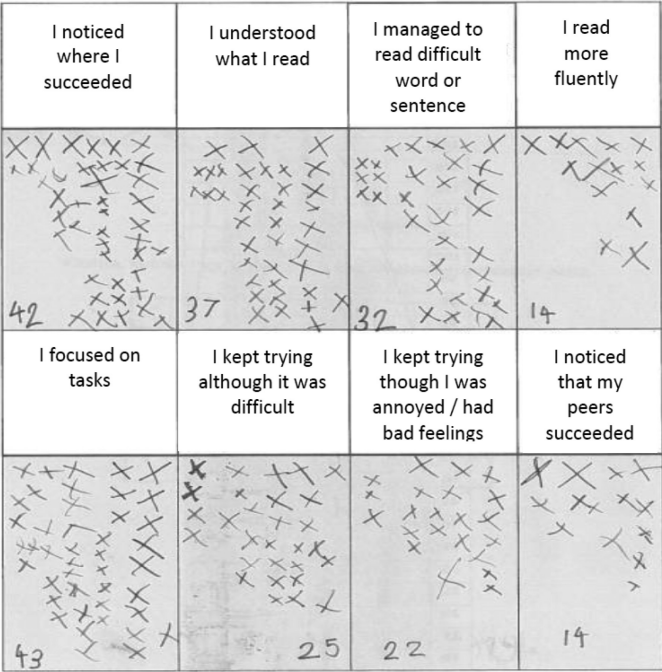 I noticed
where I
succeeded
I understood
what I read
I managed to
read difficult
word or
sentence
I read
more
fluently
42
37
32
14
I focused on
tasks
I kept trying
although it was
difficult
I kept trying
though I was
annoyed / had
bad feelings
I noticed
that my
peers
succeeded
43
25
22
14